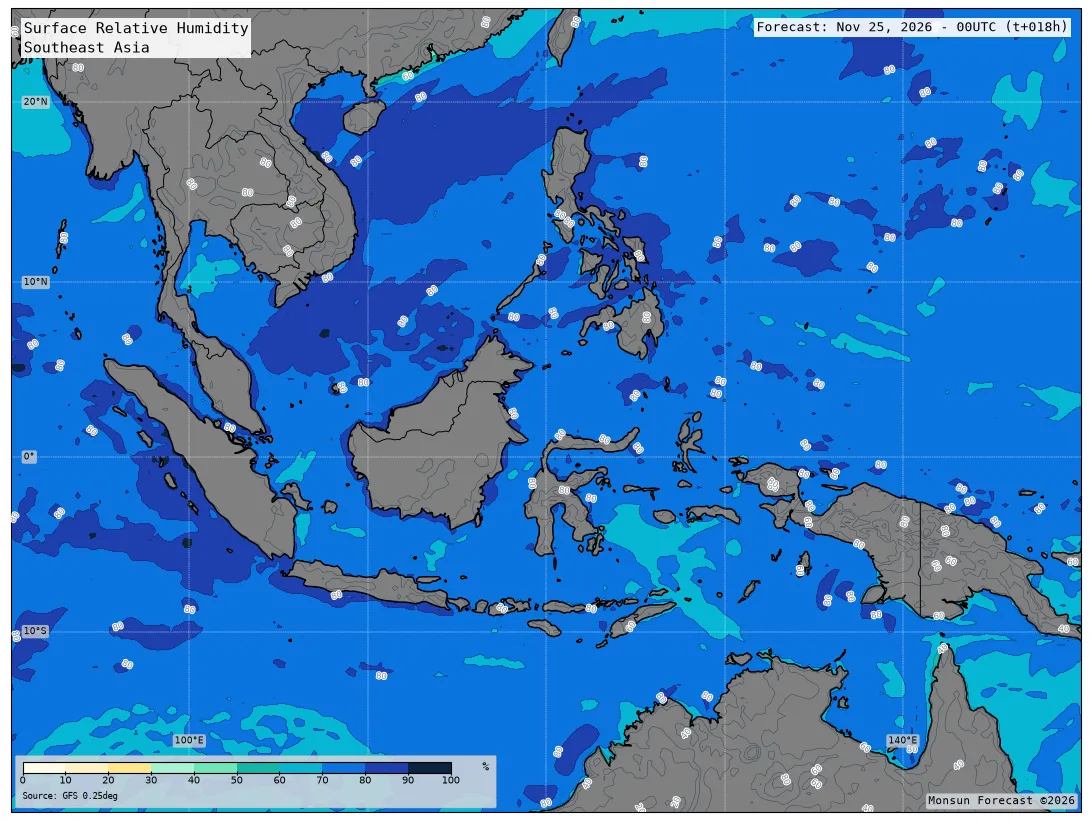 Surface Relative Humidity
Southeast Asia
Forecast: Nov 25, 2026 - 00UTC (t+018h)
20°N
10°N
0°
10°S
100°E
140°E
0 10 20 30 40 50 60 70 80 90 100
%
Source: GFS 0.25deg
Monsun Forecast ©2026